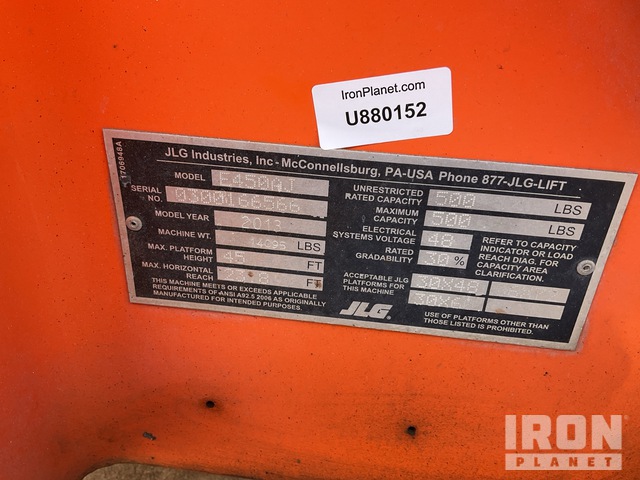 IronPlanet.com
U880152
1706948A
JLG Industries, Inc - McConnellsburg, PA-USA Phone 877-JLG-LIFT
MODEL E450AJ
SERIAL NO.
MODEL YEAR 2013
MACHINE WT. LBS
MAX. PLATFORM HEIGHT 45 FT
MAX. HORIZONTAL REACH FT
THIS MACHINE MEETS OR EXCEEDS APPLICABLE
REQUIREMENTS OF ANSI A92.5 2006 AS ORIGINALLY
MANUFACTURED FOR INTENDED PURPOSES.
UNRESTRICTED RATED CAPACITY 500 LBS
MAXIMUM CAPACITY 500 LBS
ELECTRICAL SYSTEMS VOLTAGE 48
RATED GRADABILITY 30 %
REFER TO CAPACITY
INDICATOR OR LOAD
REACH DIAG. FOR
CAPACITY AREA
CLARIFICATION.
ACCEPTABLE JLG
PLATFORMS FOR
THIS MACHINE
30X48
JLG
USE OF PLATFORMS OTHER THAN
THOSE LISTED IS PROHIBITED.
IRON
PLANET